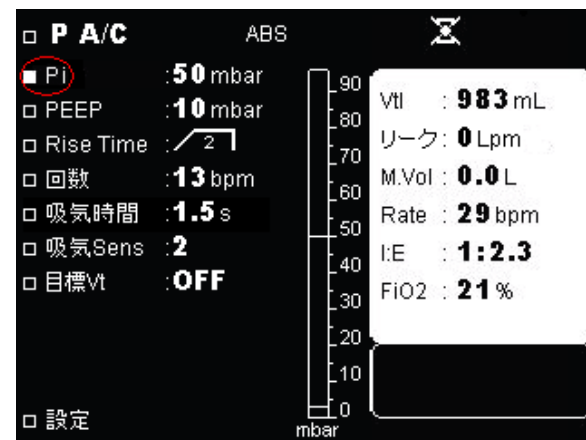 P A/C ABS
Pi :50 mbar
PEEP :10 mbar
Rise Time : 2
回数 :13 bpm
吸気時間 :1.5 s
吸気Sens :2
目標Vt :OFF
設定
90
80
70
60
50
40
30
20
10
0
mbar
VtI : 983 mL
リーク: 0 Lpm
M.Vol : 0.0 L
Rate : 29 bpm
I:E : 1:2.3
FiO2 : 21 %